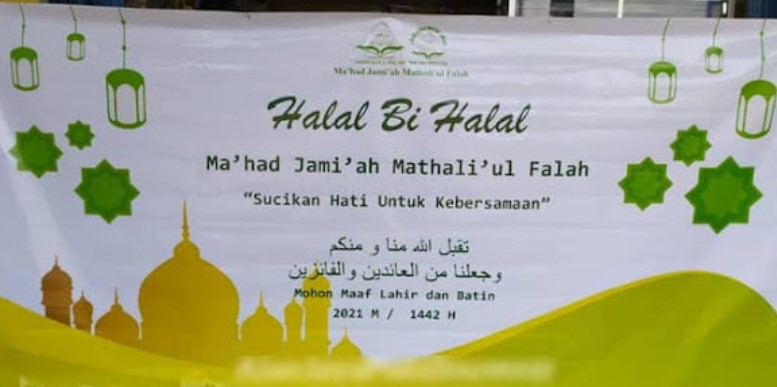 Ma'had Jami'ah Mathali'ul Falah
Halal Bi Halal
Ma'had Jami'ah Mathali'ul Falah
"Sucikan Hati Untuk Kebersamaan"
تقبل الله منا و منكم
وجعلنا من العائدين والفائزين
Mohon Maaf Lahir dan Batin
2021 M / 1442 H